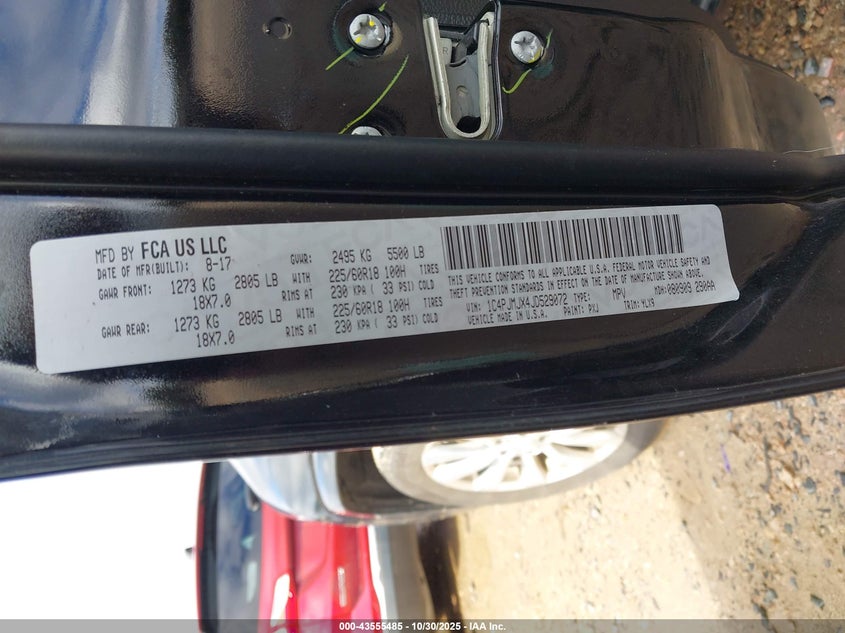 MFD BY FCA US LLC
DATE OF MFR(BUILT): 8-17 GVWR: 2495 KG 5500 LB
GAWR FRONT: 1273 KG 2805 LB WITH 225/60R18 100H TIRES
18X7.0 RIMS AT 230 KPA ( 33 PSI) COLD
GAWR REAR: 1273 KG 2805 LB WITH 225/60R18 100H TIRES
18X7.0 RIMS AT 230 KPA ( 33 PSI) COLD
THIS VEHICLE CONFORMS TO ALL APPLICABLE U.S.A. FEDERAL MOTOR VEHICLE SAFETY AND
THEFT PREVENTION STANDARDS IN EFFECT ON THE DATE OF MANUFACTURE SHOWN ABOVE.
VIN: 1C4PJMJX4JD529072 TYPE: MPV MDH: 080909 290AA
VEHICLE MADE IN U.S.A. PAINT: PXJ TRIM: YLX9
000-43555485 - 10/30/2025 - IAA Inc.